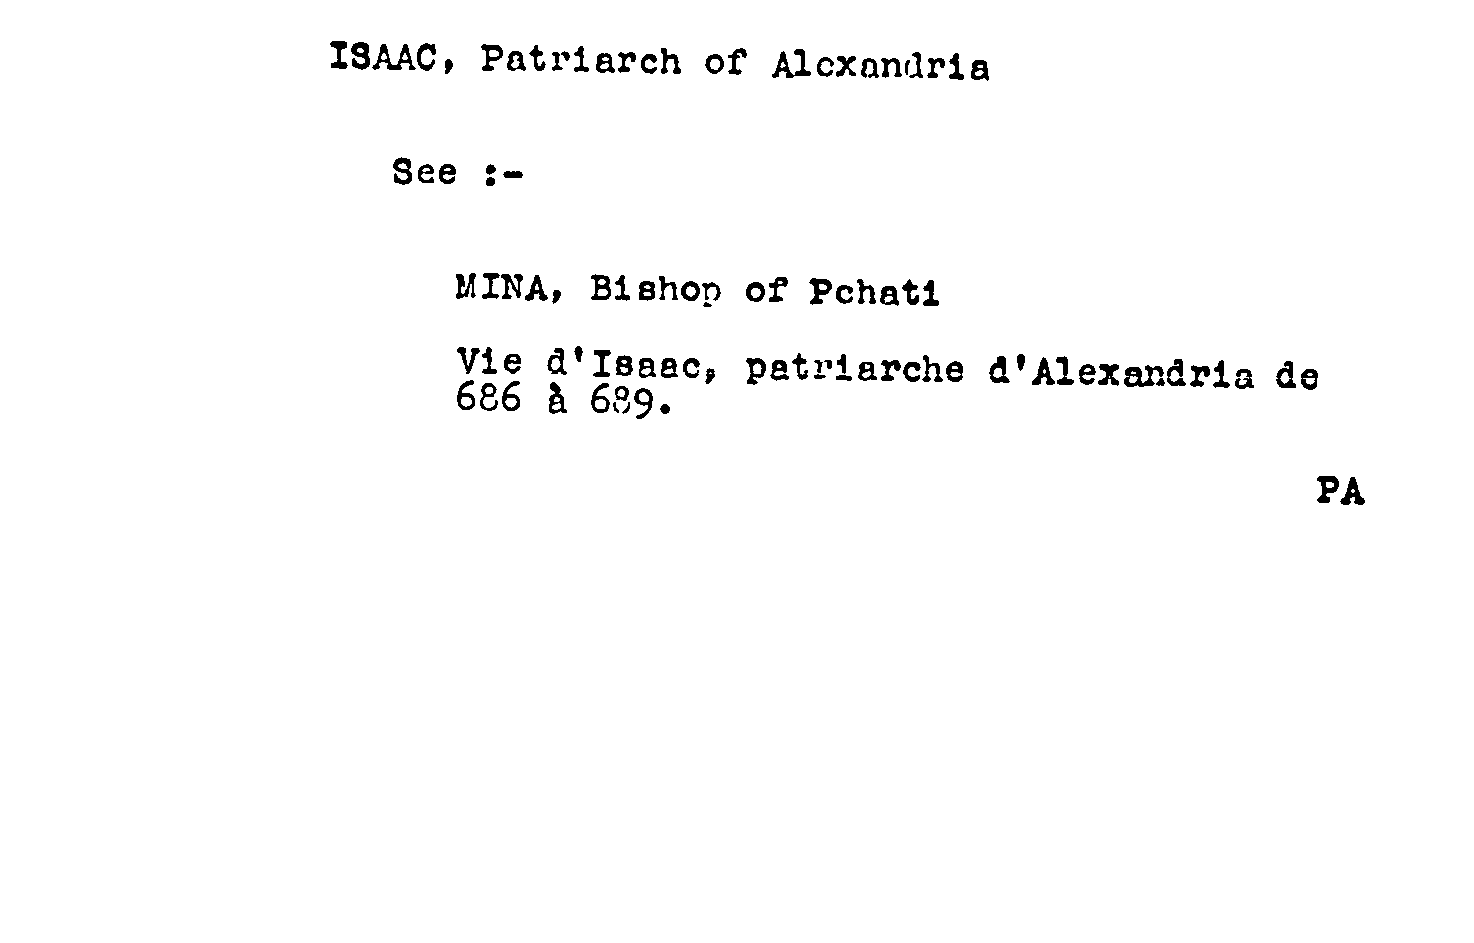 ISAAC, Patriarch of Alexandria
See :-
MINA, Bishop of Pchati
Vie d'Isaac, patriarche d'Alexandria de
686 à 689.
PA